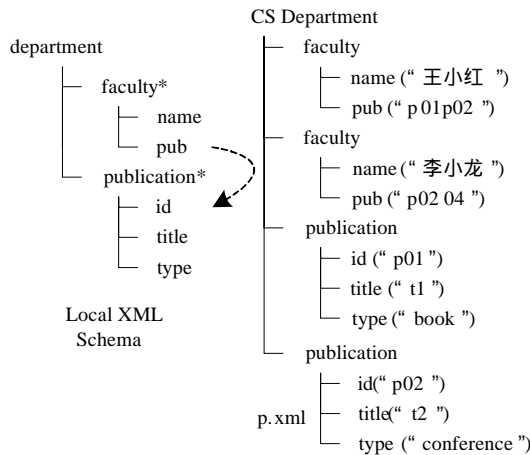 department
faculty*
name
pub
publication*
id
title
type
Local XML
Schema
CS Department
faculty
name (“ 王小红 ”)
pub (“ p 01p02 ”)
faculty
name (“ 李小龙 ”)
pub (“ p02 04 ”)
publication
id (“ p01 ”)
title (“ t1 ”)
type (“ book ”)
publication
id(“ p02 ”)
title(“ t2 ”)
type (“ conference ”)
p.xml